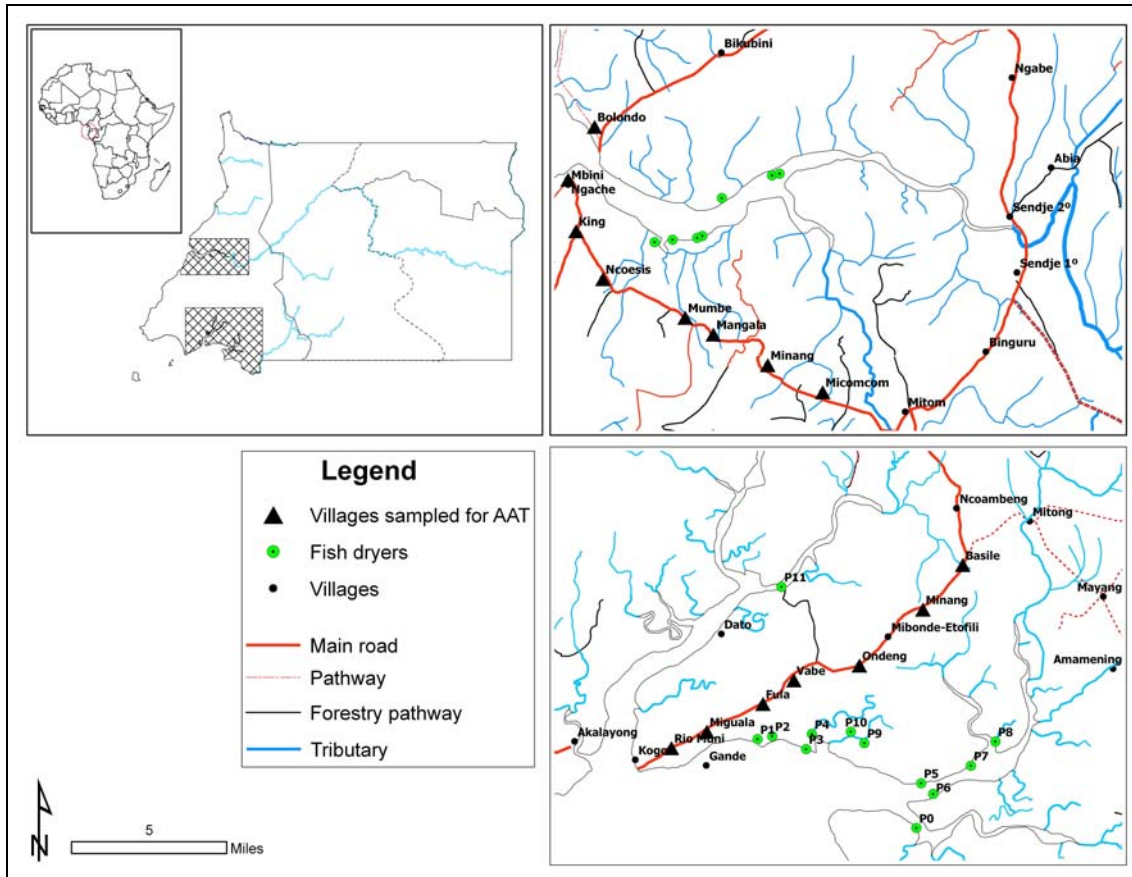 Bikubini
Ngabe
Bolondo
Abia
Mbini
Ngache
Sendje 2º
King
Sendje 1º
Ncoesis
Mumbe
Mangala
Binguru
Minang
Micomcom
Mitom
Legend
Villages sampled for AAT
Fish dryers
Villages
Main road
Pathway
Forestry pathway
Tributary
N
5
Miles
Ncoambeng
Mitong
Basile
P11
Mayang
Minang
Dato
Mibonde-Etofili
Ondeng
Amamening
Vabe
Fula
Miguala
P1
P2
P4
P10
P9
P3
P8
Akalayong
Rio Muni
Kogo
Gande
P7
P5
P6
P0